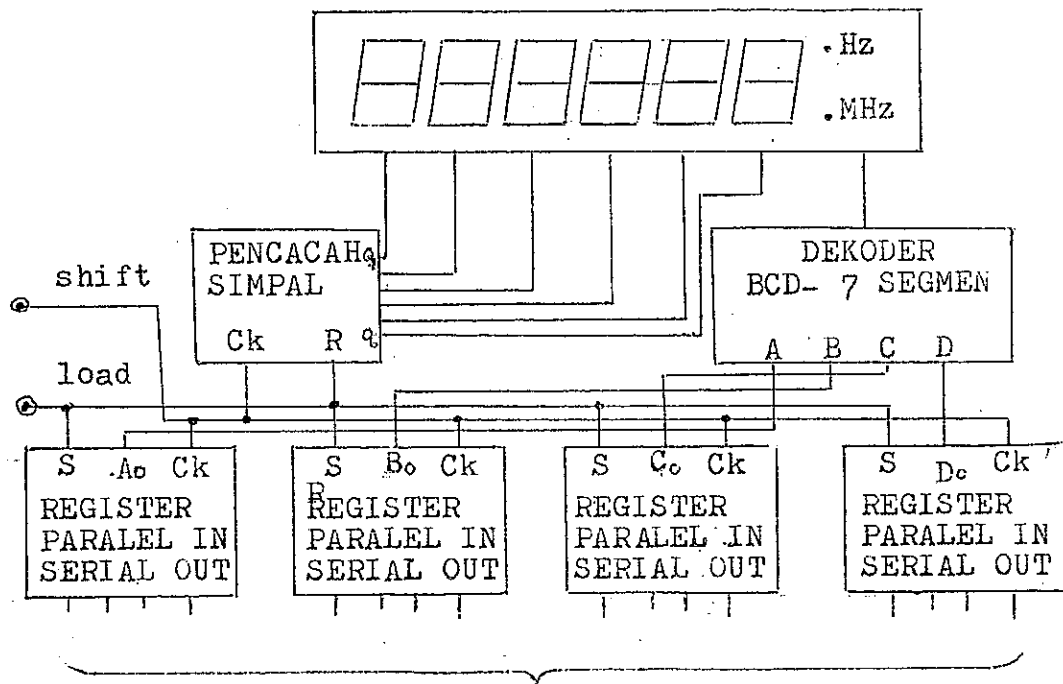 .Hz
.MHz
PENCACAH q
SIMPAL
Ck R q
DEKODER
BCD- 7 SEGMEN
A B C D
shift
load
S Ao Ck
REGISTER
PARALEL IN
SERIAL OUT
S Bo Ck
R
REGISTER
PARALEL IN
SERIAL OUT
S Co Ck
REGISTER
PARALEL IN
SERIAL OUT
S Do Ck
REGISTER
PARALEL IN
SERIAL OUT